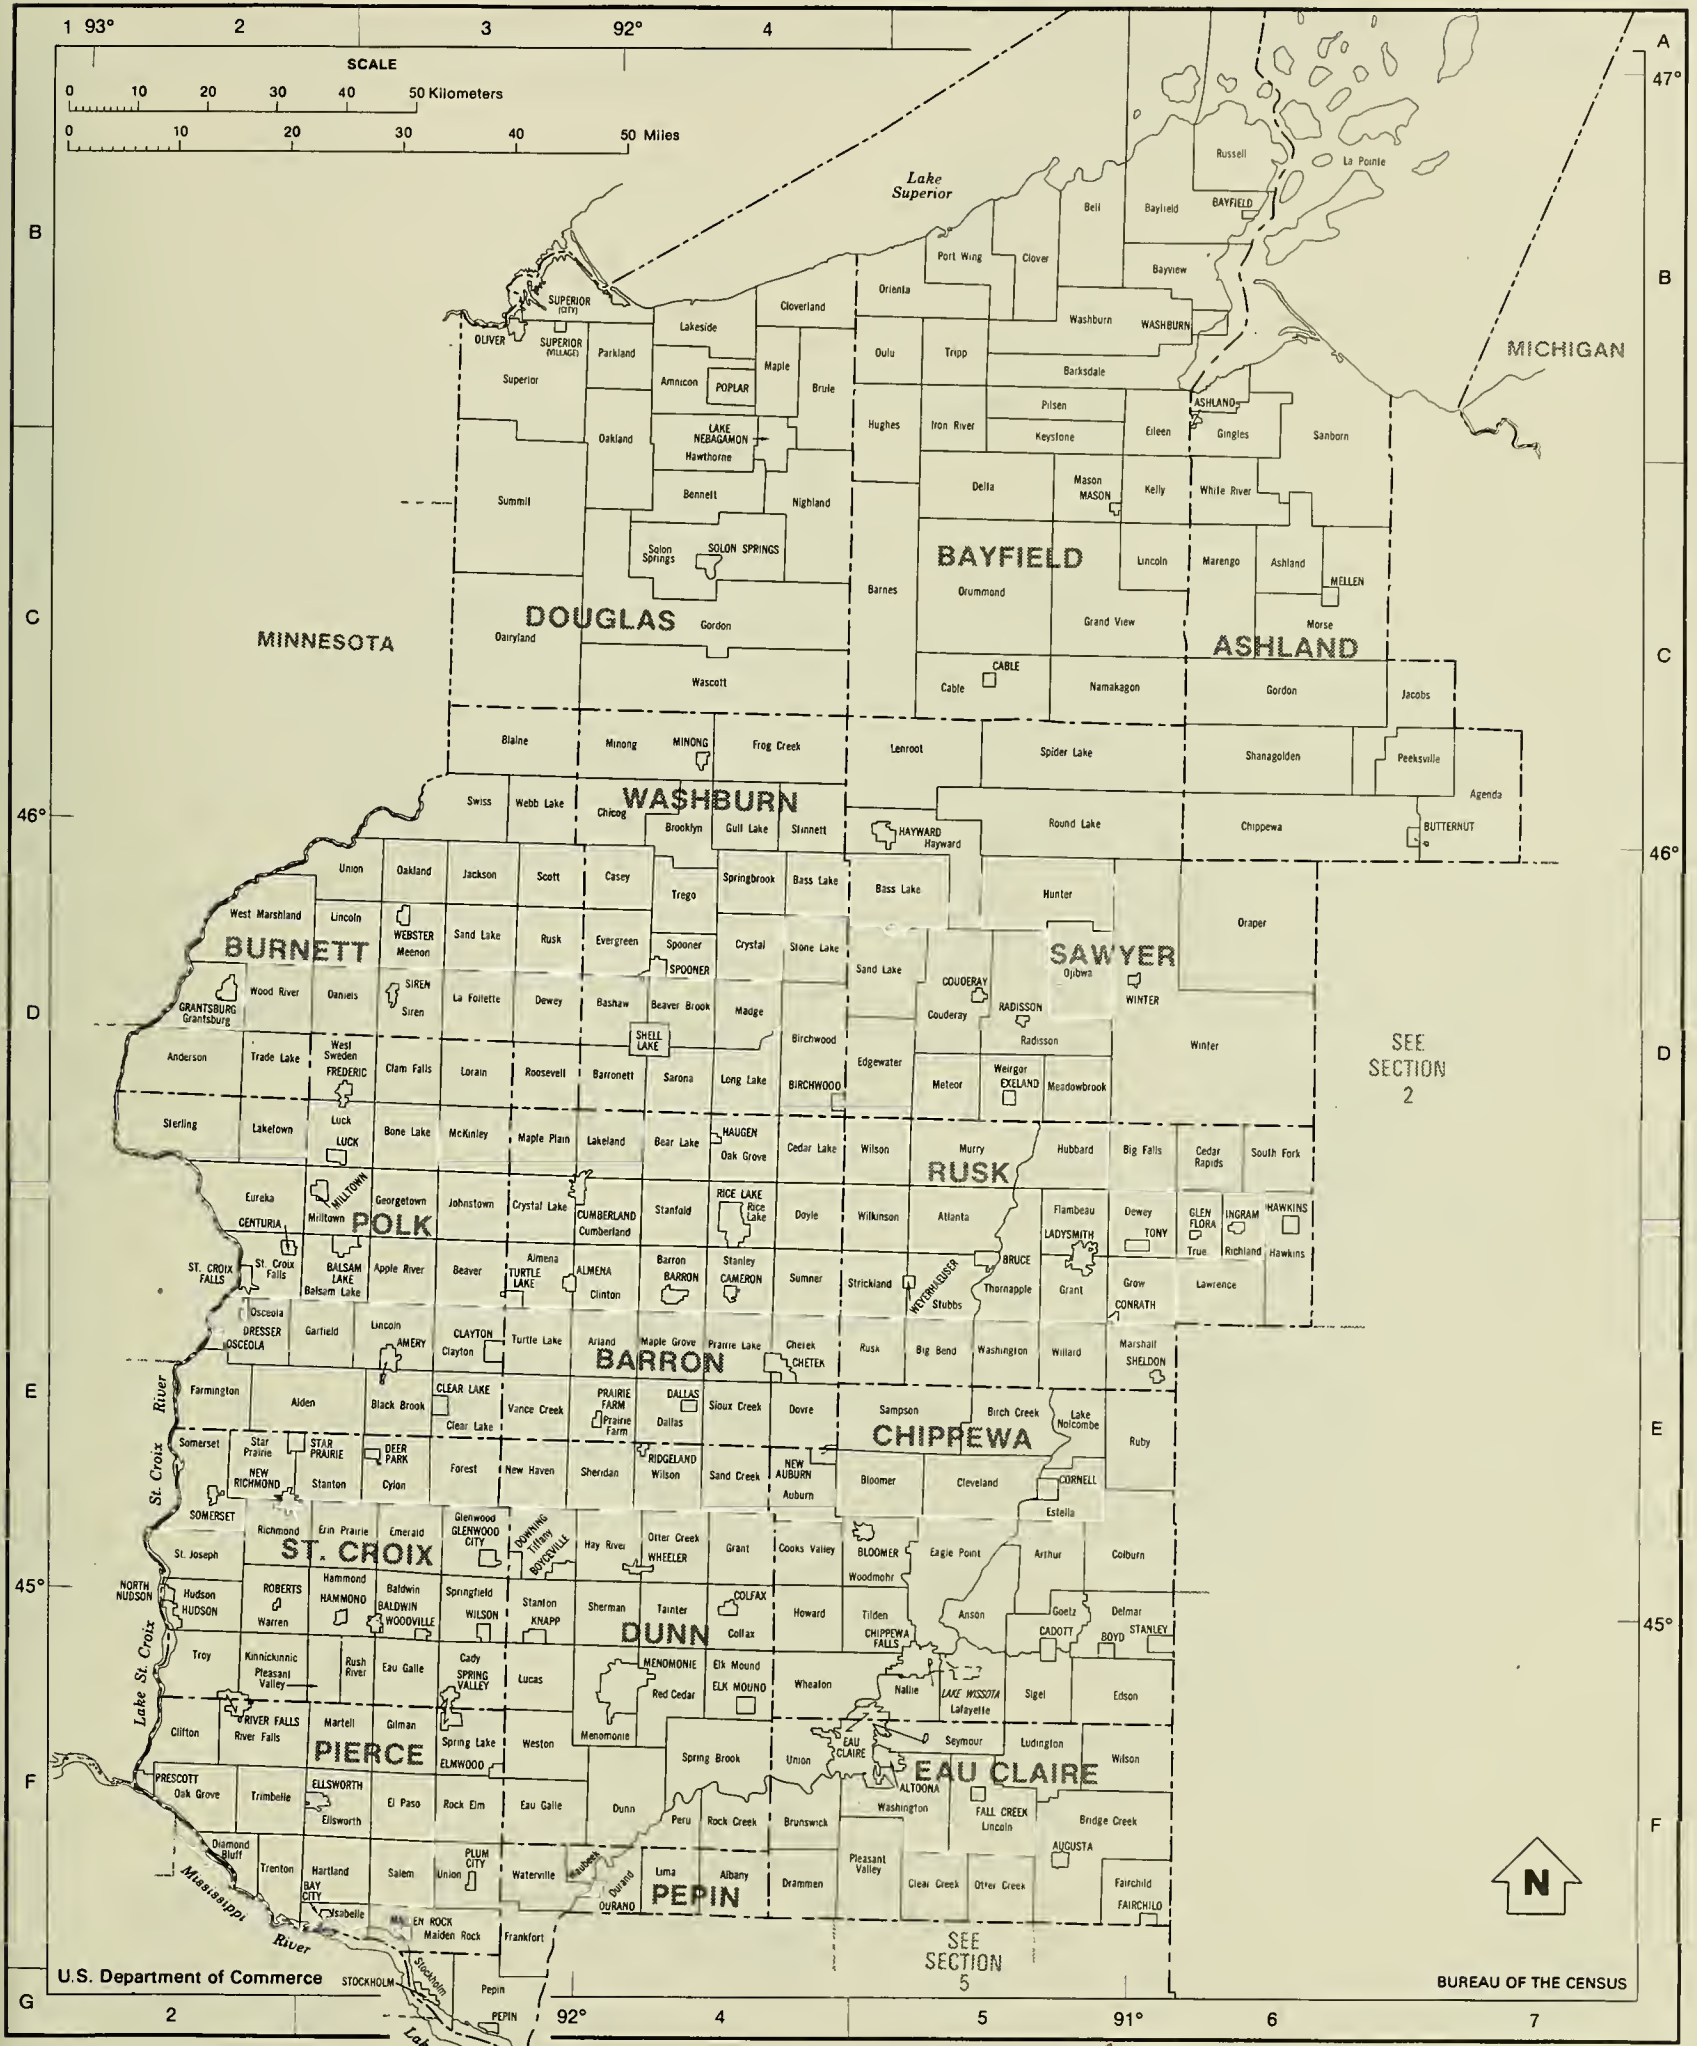 1 93° 2 3 92° 4 A
SCALE
47°
0 10 20 30 40 50 Kilometers
0 10 20 30 40 50 Miles
Russell
La Pointe
Lake
Superior
Bell Bayfield BAYFIELD
B
Port Wing Clover
Bayview
B
Orienta
SUPERIOR
(CITY)
Cloverland
Washburn WASHBURN
Lakeside
OLIVER SUPERIOR
(VILLAGE)
Parkland Oulu Tripp
MICHIGAN
Maple
Barksdale
Superior Amnicon POPLAR Brule
Pilsen ASHLAND
Hughes Iron River Eileen Gingles Sanborn
LAKE
NEBAGAMON
Oakland Keystone
Hawthorne
Delta Mason
MASON Kelly White River
Summit Bennett
Solon
Springs SOLON SPRINGS
BAYFIELD Lincoln Marengo Ashland
MELLEN
Barnes Drummond
C DOUGLAS Gordon Grand View Morse
Dairyland
MINNESOTA ASHLAND
C
CABLE
Wascott Cable Namakagon Gordon Jacobs
Blaine Minong MINONG Frog Creek Lenroot Spider Lake Shanagolden Peeksville
Agenda
Swiss Webb Lake WASHBURN
Chicog
46° Brooklyn Gull Lake Stinnett HAYWARD
Hayward Round Lake Chippewa BUTTERNUT
46°
Union Oakland Jackson Scott Casey Trego Springbrook Bass Lake Bass Lake Hunter
Draper
West Marshland Lincoln WEBSTER
Meenon Sand Lake Rusk Evergreen Spooner Crystal Stone Lake
BURNETT SPOONER Sand Lake SAWYER
Ojibwa
GRANTSBURG
Grantsburg Wood River Daniels SIREN
Siren La Follette Dewey Bashaw Beaver Brook Madge COUDERAY
Couderay RADISSON WINTER
D SHELL
LAKE Birchwood Radisson Winter
SEE
SECTION
2
D
Anderson Trade Lake West
Sweden
FREDERIC Clam Falls Lorain Roosevelt Barronett Sarona Long Lake BIRCHWOOD Edgewater Meteor Weirgor
EXELAND Meadowbrook
Sterling Laketown Luck
LUCK Bone Lake McKinley Maple Plain Lakeland Bear Lake HAUGEN
Oak Grove Cedar Lake Wilson Murry Hubbard Big Falls Cedar
Rapids South Fork
RUSK
Eureka MILLTOWN
Milltown Georgetown Johnstown Crystal Lake CUMBERLAND
Cumberland Stanfold RICE LAKE
Rice
Lake Doyle Wilkinson Atlanta Flambeau Dewey GLEN
FLORA INGRAM HAWKINS
CENTURIA POLK LADYSMITH TONY True Richland Hawkins
ST. CROIX
FALLS St. Croix
Falls BALSAM
LAKE
Balsam Lake Apple River Beaver Almena
TURTLE
LAKE ALMENA
Clinton Barron
BARRON Stanley
CAMERON Sumner Strickland WEYERHAEUSER
Stubbs BRUCE
Thornapple Grant Grow
CONRATH Lawrence
Osceola
DRESSER
OSCEOLA Garfield Lincoln
AMERY CLAYTON
Clayton Turtle Lake Arland Maple Grove Prairie Lake Chetek
CHETEK Rusk Big Bend Washington Willard Marshall
SHELDON
BARRON
E Farmington Alden Black Brook CLEAR LAKE
Clear Lake Vance Creek PRAIRIE
FARM
Prairie
Farm DALLAS
Dallas Sioux Creek Dovre Sampson Birch Creek Lake
Holcombe Ruby E
CHIPPEWA
St. Croix River
Somerset Star
Prairie STAR
PRAIRIE DEER
PARK Forest New Haven Sheridan RIDGELAND
Wilson Sand Creek NEW
AUBURN
Auburn Bloomer Cleveland CORNELL
Estella
NEW
RICHMOND Stanton Cylon
SOMERSET
Richmond Erin Prairie Emerald Glenwood
GLENWOOD
CITY DOWNING
Tiffany
BOYCEVILLE Hay River Otter Creek
WHEELER Grant Cooks Valley BLOOMER
Woodmohr Eagle Point Arthur Colburn
St. Joseph ST. CROIX
45° NORTH
HUDSON Hudson
HUDSON ROBERTS
Warren Hammond
HAMMOND Baldwin
BALDWIN
WOODVILLE Springfield
WILSON Stanton
KNAPP Sherman Tainter COLFAX
Colfax Howard Tilden
CHIPPEWA
FALLS Anson Goetz
CADOTT Delmar
BOYD STANLEY 45°
DUNN
Lake St. Croix
Troy Kinnickinnic
Pleasant
Valley Rush
River Eau Galle Cady
SPRING
VALLEY Lucas MENOMONIE
Red Cedar Elk Mound
ELK MOUND Wheaton Hallie LAKE WISSOTA
Lafayette Sigel Edson
Clifton RIVER FALLS
River Falls Martell Gilman Spring Lake
ELMWOOD Weston Menomonie Spring Brook Union EAU
CLAIRE Seymour Ludington Wilson
PIERCE EAU CLAIRE
ALTOONA
F PRESCOTT
Oak Grove Trimbelle ELLSWORTH
Ellsworth El Paso Rock Elm Eau Galle Dunn Peru Rock Creek Brunswick Washington FALL CREEK
Lincoln Bridge Creek F
AUGUSTA
Diamond
Bluff Trenton Hartland
BAY
CITY
Isabelle Salem Union PLUM
CITY Waterville Waubeek Durand
DURAND Lima Albany Drammen Pleasant
Valley Clear Creek Otter Creek Fairchild
FAIRCHILD
PEPIN
N
Mississippi
River
EN ROCK
Maiden Rock Frankfort
SEE
SECTION
5
U.S. Department of Commerce STOCKHOLM Stockholm Pepin BUREAU OF THE CENSUS
PEPIN
G 2 92° 4 5 91° 6 7